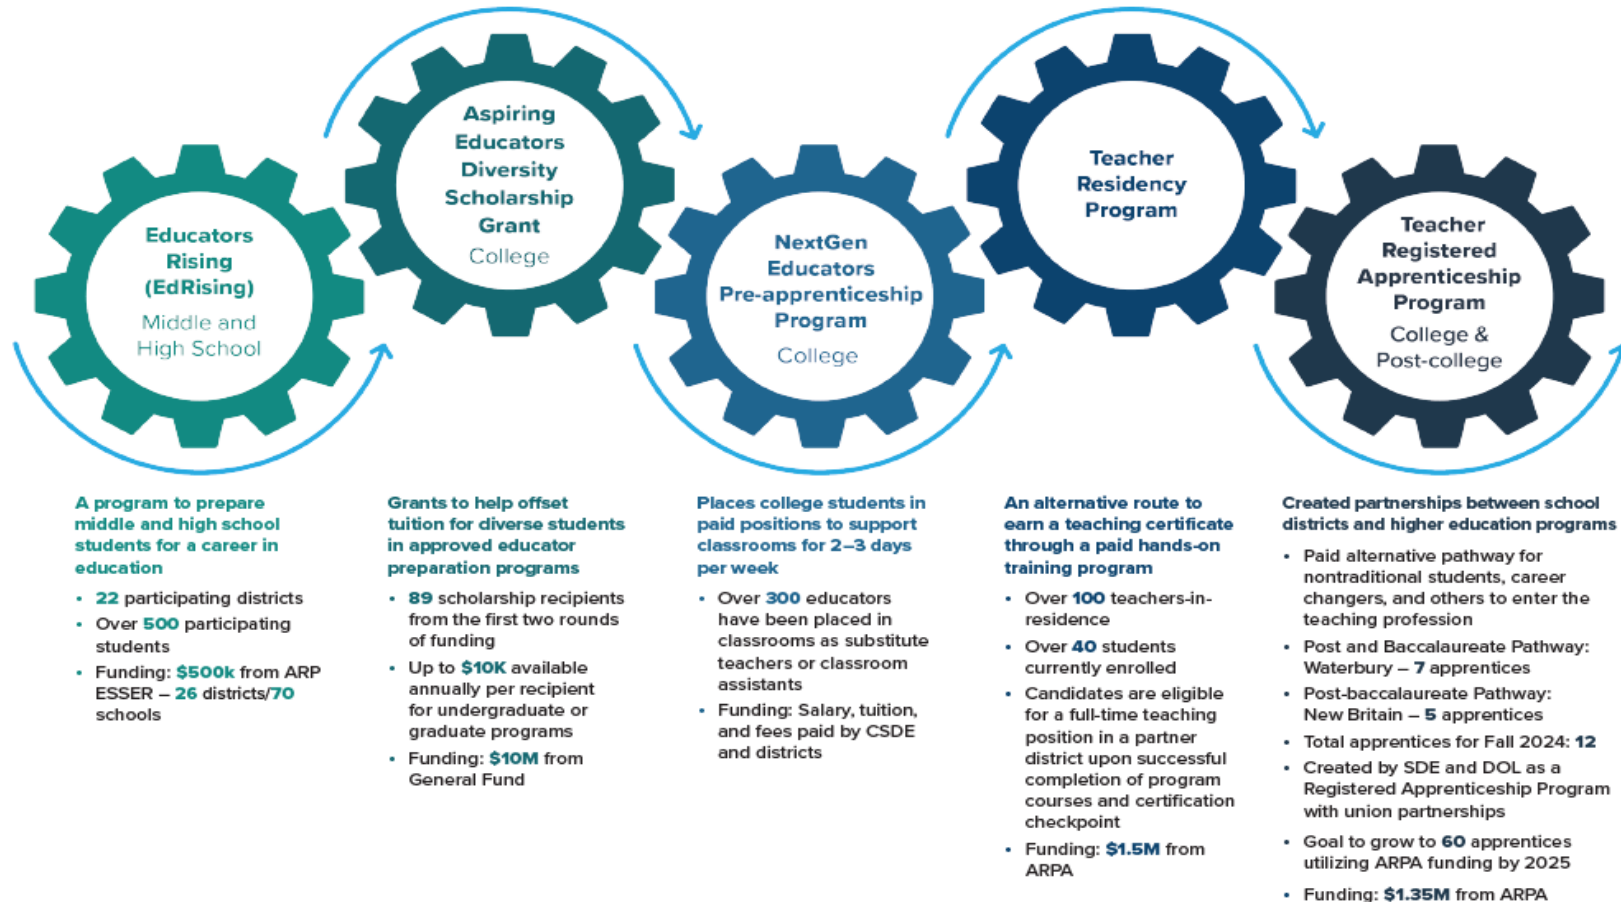 Educators
Rising
(EdRising)
Middle and
High School
Aspiring
Educators
Diversity
Scholarship
Grant
College
NextGen
Educators
Pre-apprenticeship
Program
College
Teacher
Residency
Program
Teacher
Registered
Apprenticeship
Program
College &
Post-college
A program to prepare
middle and high school
students for a career in
education
• 22 participating districts
• Over 500 participating
students
• Funding: $500k from ARP
ESSER – 26 districts/70
schools
Grants to help offset
tuition for diverse students
in approved educator
preparation programs
• 89 scholarship recipients
from the first two rounds
of funding
• Up to $10K available
annually per recipient
for undergraduate or
graduate programs
• Funding: $10M from
General Fund
Places college students in
paid positions to support
classrooms for 2–3 days
per week
• Over 300 educators
have been placed in
classrooms as substitute
teachers or classroom
assistants
• Funding: Salary, tuition,
and fees paid by CSDE
and districts
An alternative route to
earn a teaching certificate
through a paid hands-on
training program
• Over 100 teachers-in-
residence
• Over 40 students
currently enrolled
• Candidates are eligible
for a full-time teaching
position in a partner
district upon successful
completion of program
courses and certification
checkpoint
• Funding: $1.5M from
ARPA
Created partnerships between school
districts and higher education programs
• Paid alternative pathway for
nontraditional students, career
changers, and others to enter the
teaching profession
• Post and Baccalaureate Pathway:
Waterbury – 7 apprentices
• Post-baccalaureate Pathway:
New Britain – 5 apprentices
• Total apprentices for Fall 2024: 12
• Created by SDE and DOL as a
Registered Apprenticeship Program
with union partnerships
• Goal to grow to 60 apprentices
utilizing ARPA funding by 2025
• Funding: $1.35M from ARPA